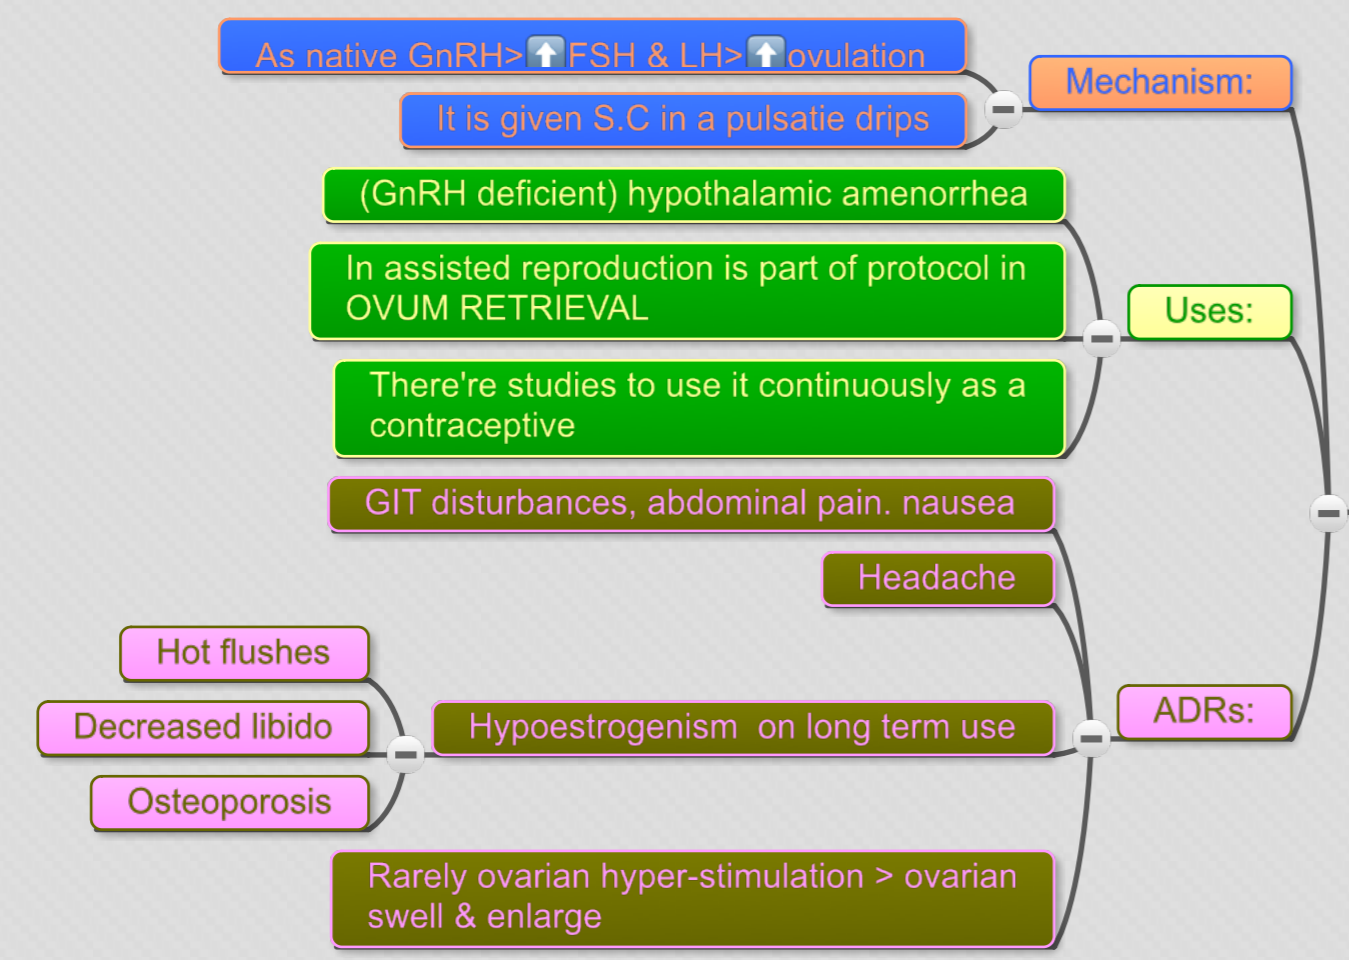 Mechanism:
As native GnRH>⬆FSH & LH>⬆ovulation
It is given S.C in a pulsatie drips
Uses:
(GnRH deficient) hypothalamic amenorrhea
In assisted reproduction is part of protocol in
OVUM RETRIEVAL
There're studies to use it continuously as a
contraceptive
ADRs:
GIT disturbances, abdominal pain. nausea
Headache
Hypoestrogenism  on long term use
Hot flushes
Decreased libido
Osteoporosis
Rarely ovarian hyper-stimulation > ovarian
swell & enlarge